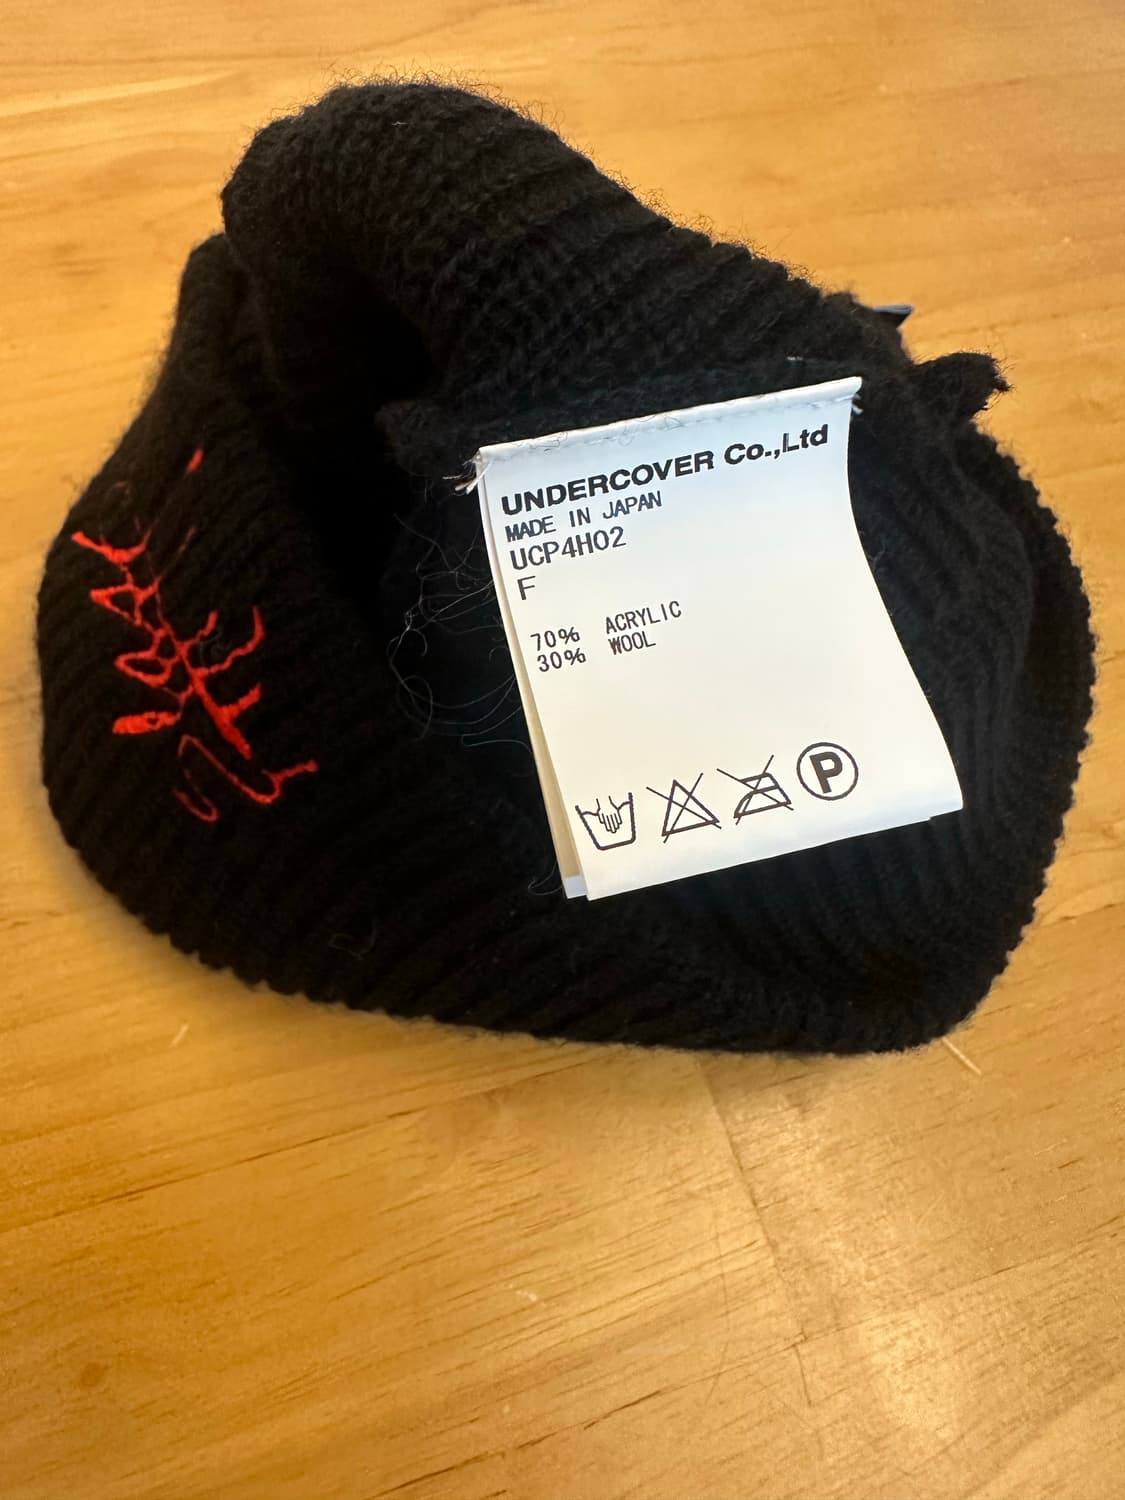 UNDERCOVER Co.,Ltd
MADE IN JAPAN
UCP4H02
F
70% ACRYLIC
30% WOOL
P